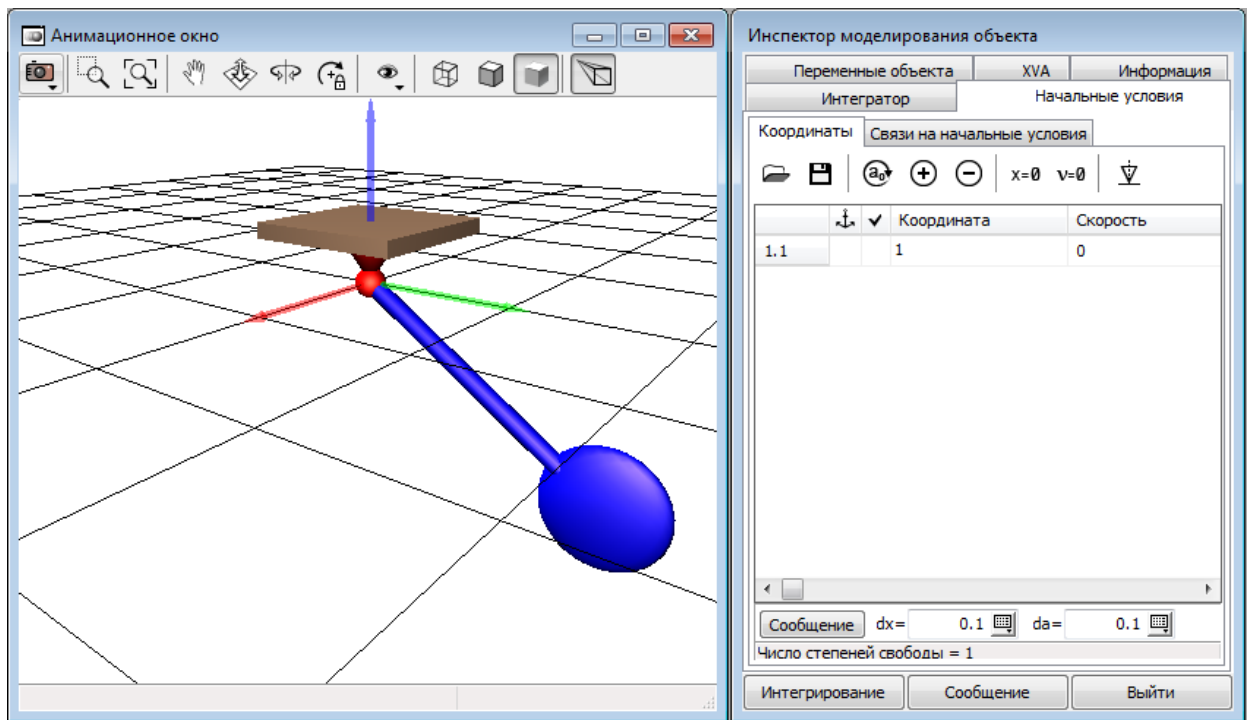 Анимационное окно
Инспектор моделирования объекта
Переменные объекта XVA Информация
Интегратор Начальные условия
Координаты Связи на начальные условия
a₀ x=0 v=0
Координата Скорость
1.1 1 0
Сообщение dx= 0.1 da= 0.1
Число степеней свободы = 1
Интегрирование Сообщение Выйти